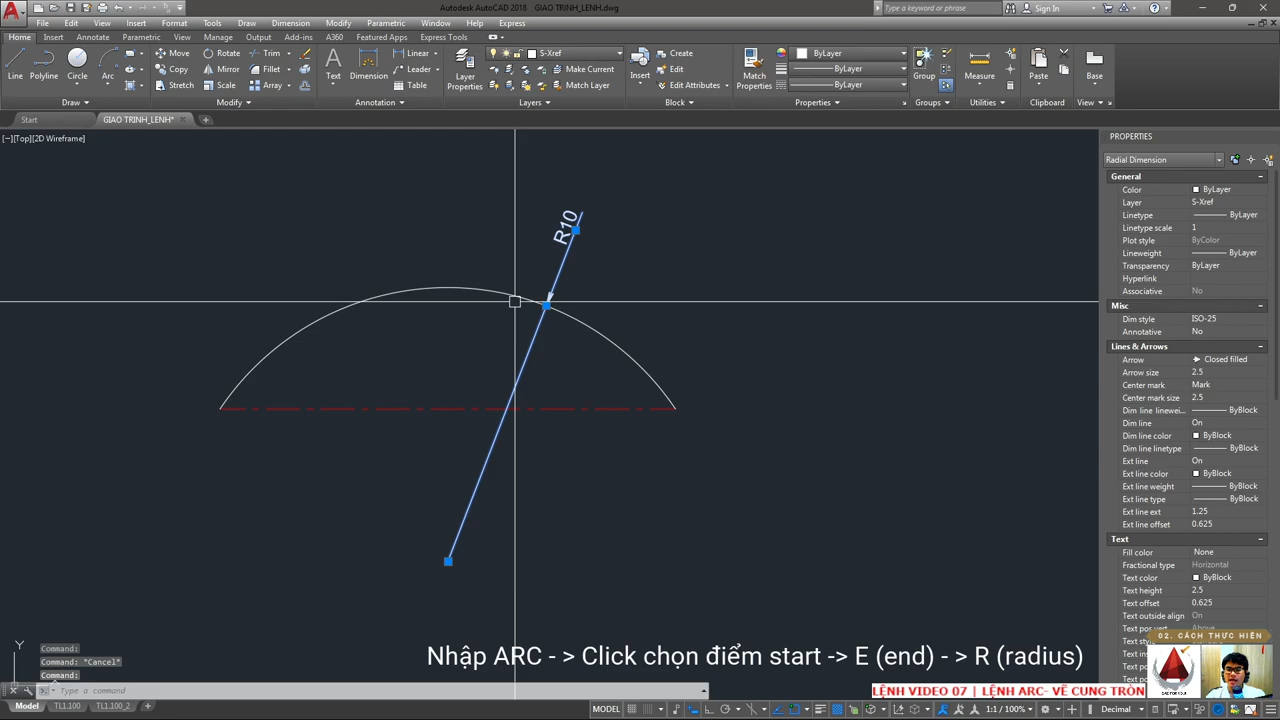 Autodesk AutoCAD 2018 GIAO TRINH_LENH.dwg
Type a keyword or phrase
Sign In
File Edit View Insert Format Tools Draw Dimension Modify Parametric Window Help Express
Home Insert Annotate Parametric View Manage Output Add-ins A360 Featured Apps Express Tools
Line Polyline Circle Arc
Move Rotate Trim
Copy Mirror Fillet
Stretch Scale Array
Text Dimension
Linear
Leader
Table
Layer Properties
S-Xref
Make Current
Match Layer
Insert
Create
Edit
Edit Attributes
Match Properties
ByLayer
ByLayer
ByLayer
Group
Measure
Paste
Base
Draw Modify Annotation Layers Block Properties Groups Utilities Clipboard View
Start GIAO TRINH_LENH*
[−][Top][2D Wireframe]
R10
PROPERTIES
Radial Dimension
General
Color ByLayer
Layer S-Xref
Linetype ByLayer
Linetype scale 1
Plot style ByColor
Lineweight ByLayer
Transparency ByLayer
Hyperlink
Associative No
Misc
Dim style ISO-25
Annotative No
Lines & Arrows
Arrow Closed filled
Arrow size 2.5
Center mark Mark
Center mark size 2.5
Dim line linewei... ByBlock
Dim line On
Dim line color ByBlock
Dim line linetype ByBlock
Ext line On
Ext line color ByBlock
Ext line weight ByBlock
Ext line type ByBlock
Ext line ext 1.25
Ext line offset 0.625
Text
Fill color None
Fractional type Horizontal
Text color ByBlock
Text height 2.5
Text offset 0.625
Text outside align On
Text pos vert Above
02. CÁCH THỰC HIỆN
Y
Command:
Command: *Cancel*
Command:
Type a command
Nhập ARC - > Click chọn điểm start -> E (end) - > R (radius)
LỆNH VIDEO 07 | LỆNH ARC- VẼ CUNG TRÒN
Model TL1.100 TL1.100_2
MODEL 1:1 / 100% Decimal